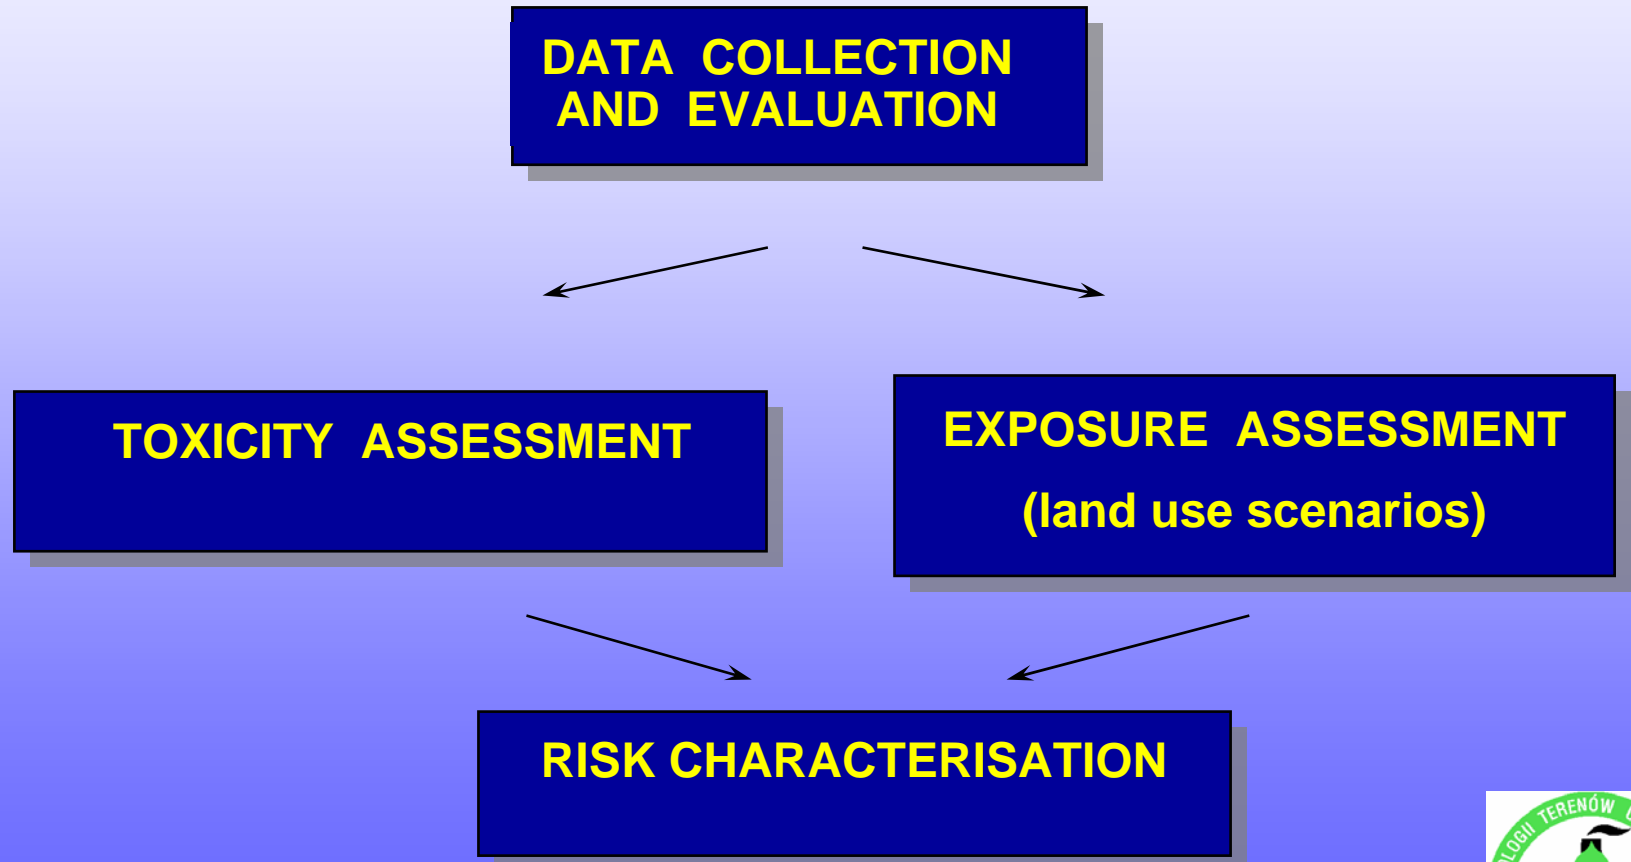 DATA COLLECTION
AND EVALUATION
TOXICITY ASSESSMENT
EXPOSURE ASSESSMENT
(land use scenarios)
RISK CHARACTERISATION
TERENÓW